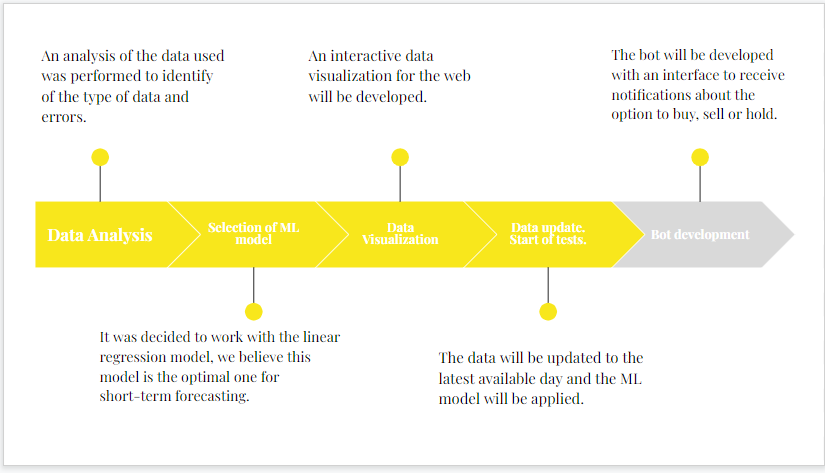 An analysis of the data used
was performed to identify
of the type of data and
errors.
An interactive data
visualization for the web
will be developed.
The bot will be developed
with an interface to receive
notifications about the
option to buy, sell or hold.
Data Analysis
Selection of ML
model
Data
Visualization
Data update.
Start of tests.
Bot development
It was decided to work with the linear
regression model, we believe this
model is the optimal one for
short-term forecasting.
The data will be updated to the
latest available day and the ML
model will be applied.